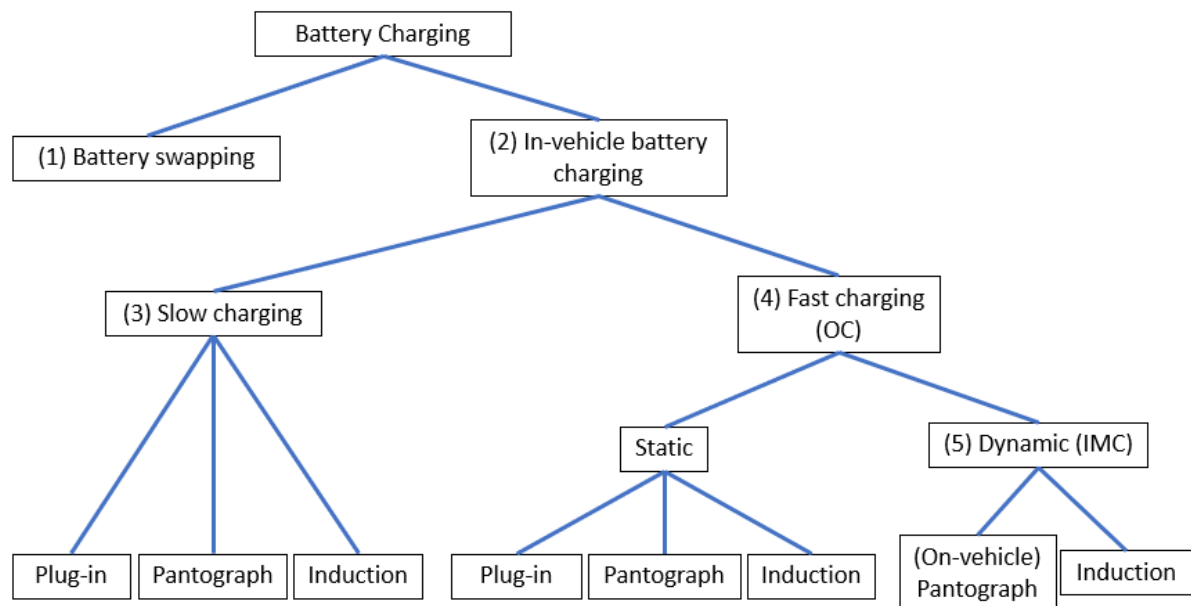 Battery Charging
(1) Battery swapping
(2) In-vehicle battery
charging
(3) Slow charging
(4) Fast charging
(OC)
Static
(5) Dynamic (IMC)
Plug-in
Pantograph
Induction
Plug-in
Pantograph
Induction
(On-vehicle)
Pantograph
Induction